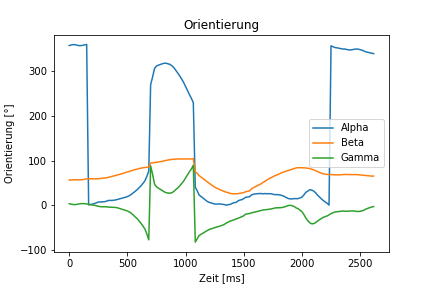 Orientierung
Orientierung [°]
300
200
100
0
−100
Alpha
Beta
Gamma
0
500
1000
1500
2000
2500
Zeit [ms]